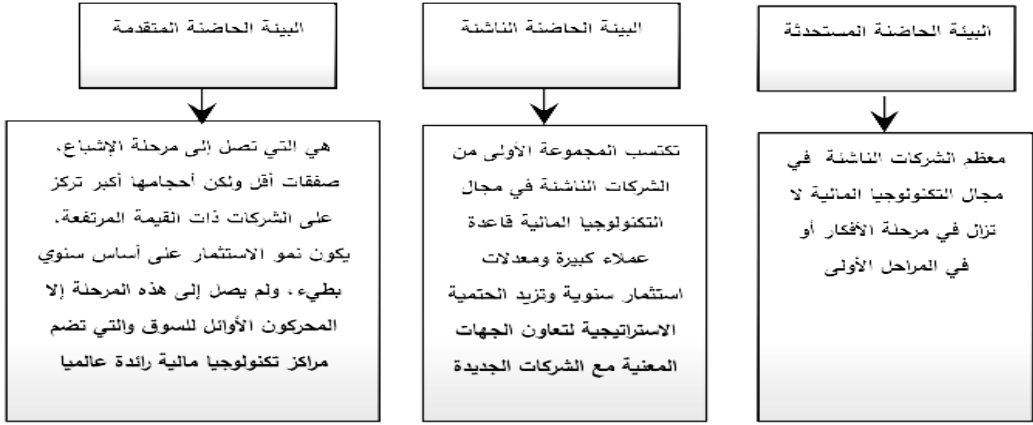 البيئة الحاضنة المستحدثة
معظم الشركات الناشئة في
مجال التكنولوجيا المالية لا
تزال في مرحلة الأفكار أو
في المراحل الأولى
البيئة الحاضنة الناشئة
تكتسب المجموعة الأولى من
الشركات الناشئة في مجال
التكنولوجيا المالية قاعدة
عملاء كبيرة ومعدلات
استثمار سنوية وتزيد الحتمية
الاستراتيجية لتعاون الجهات
المعنية مع الشركات الجديدة
البيئة الحاضنة المتقدمة
هي التي تصل إلى مرحلة الإشباع،
صفقات أقل ولكن أحجامها أكبر تركز
على الشركات ذات القيمة المرتفعة،
يكون نمو الاستثمار على أساس سنوي
بطيء، ولم يصل إلى هذه المرحلة إلا
المحركون الأوائل للسوق والتي تضم
مراكز تكنولوجيا مالية رائدة عالميا